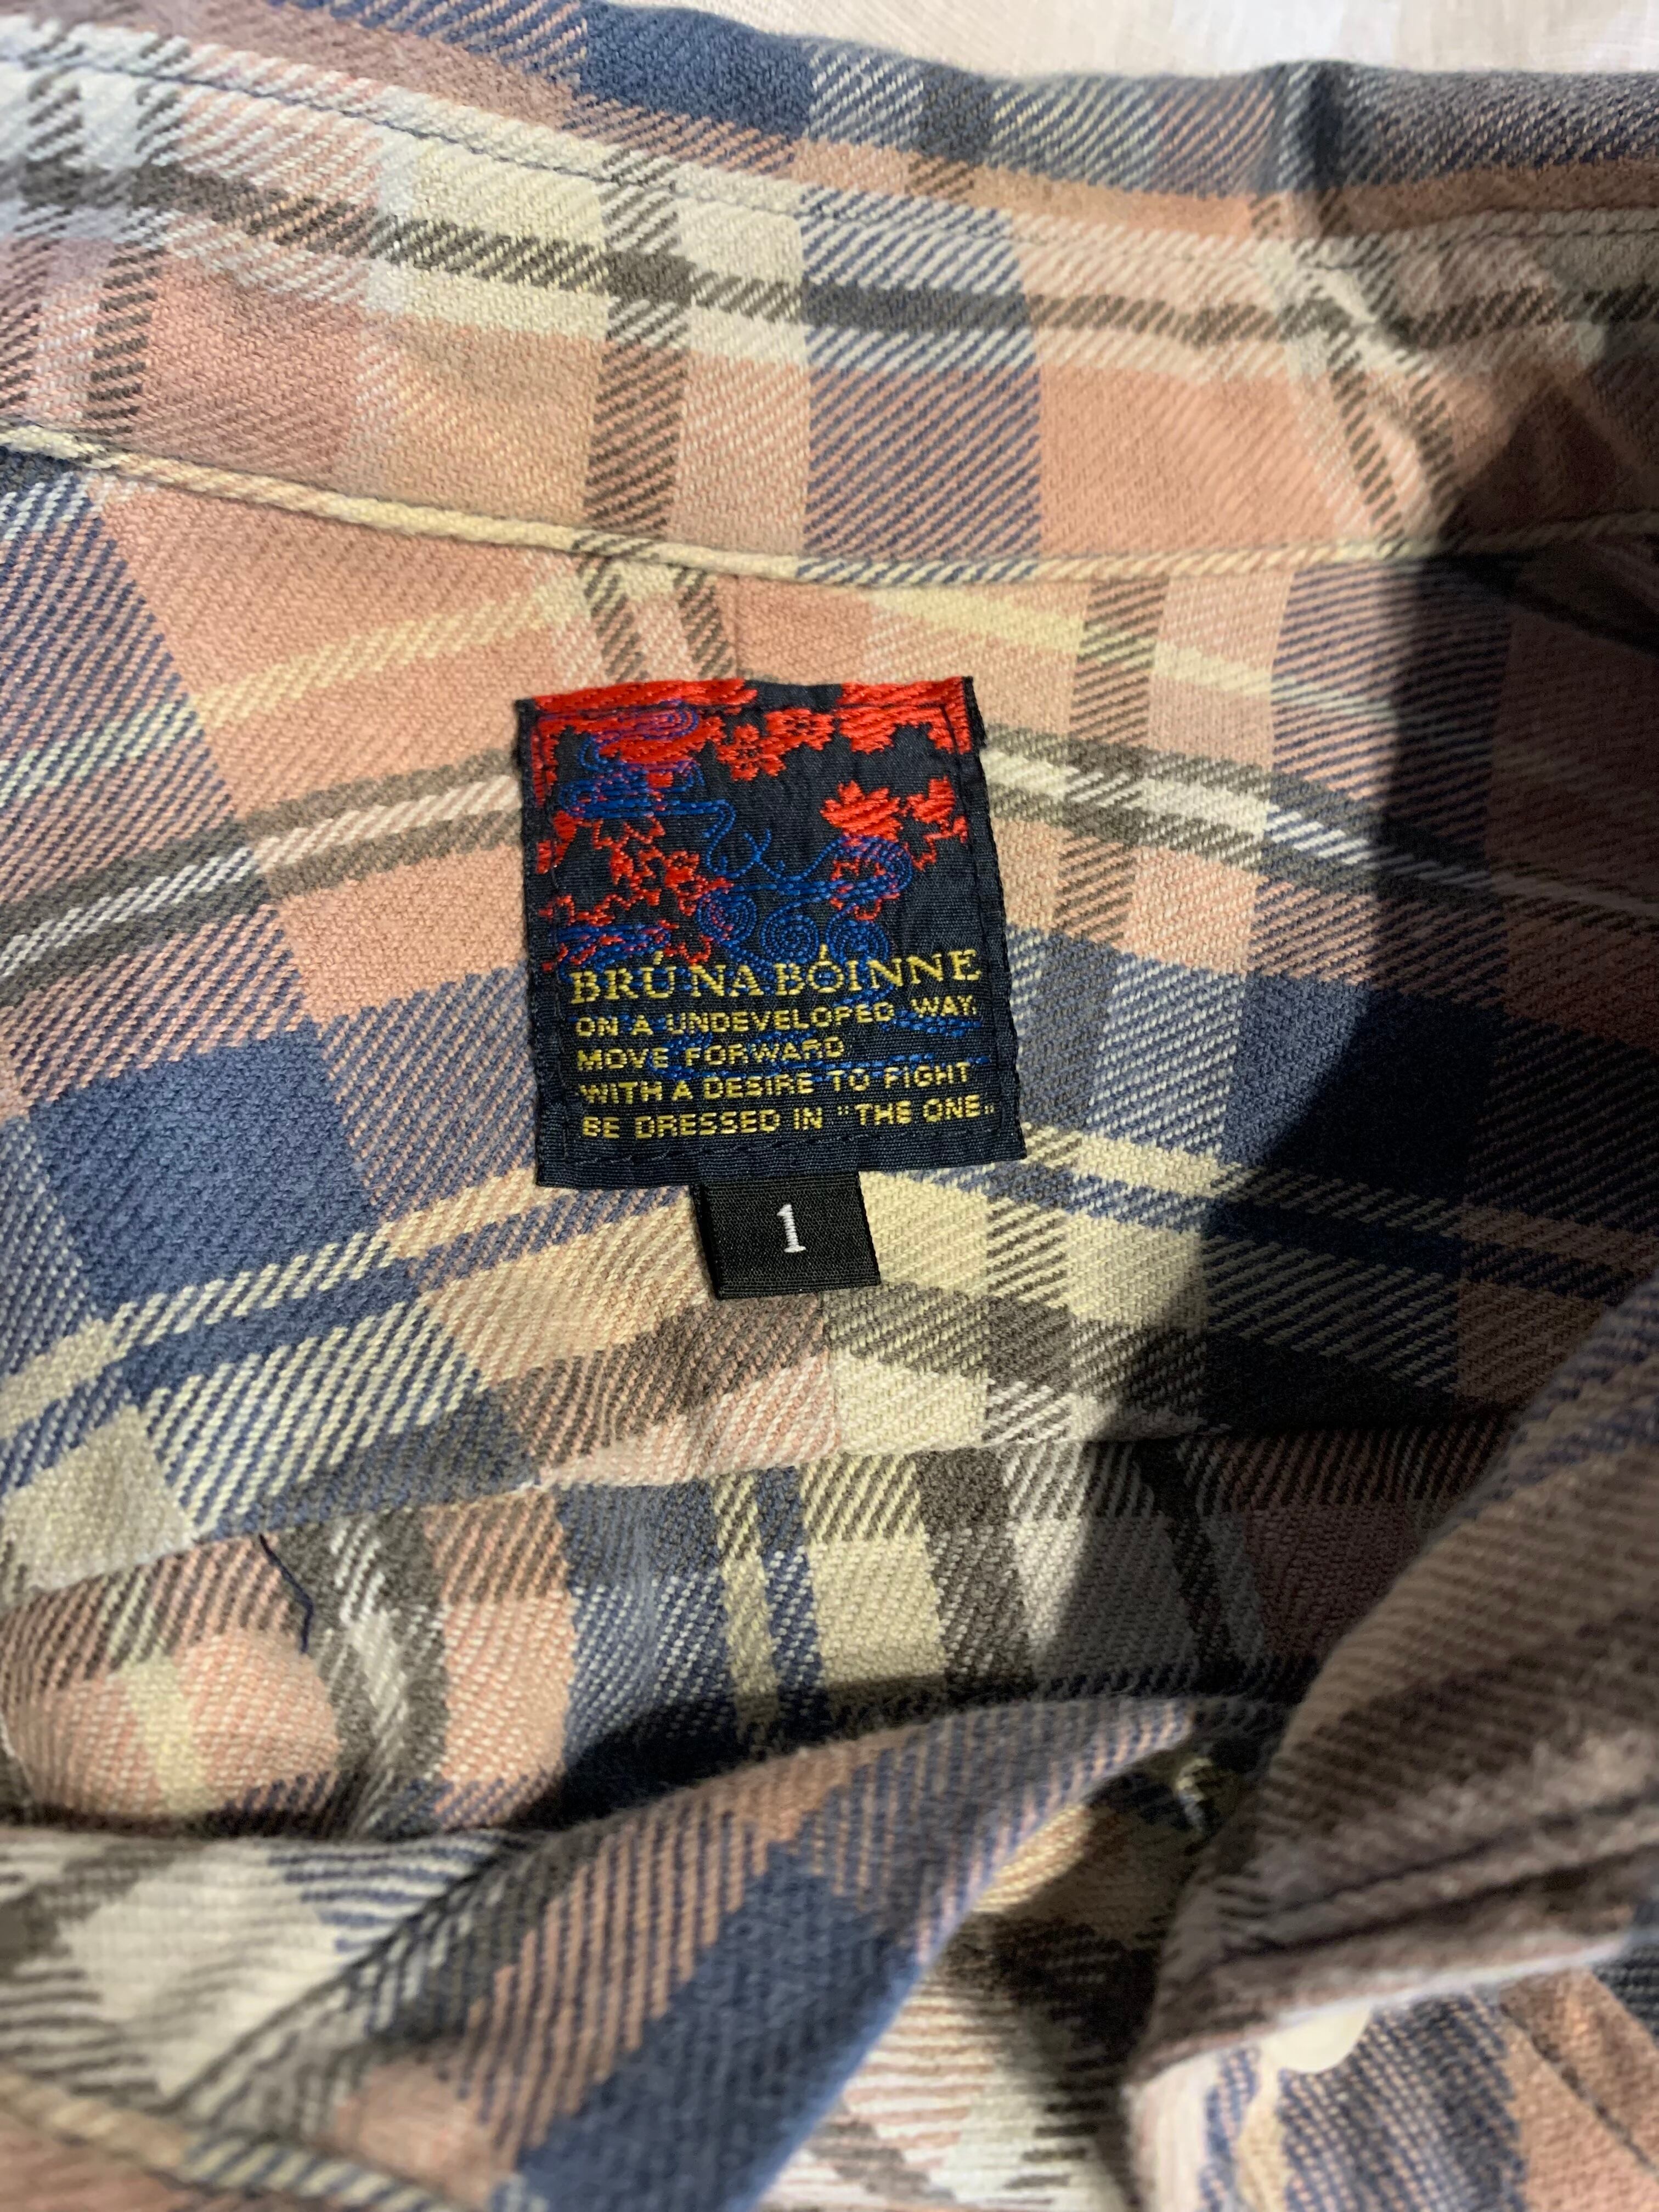 BRÚ NA BÓINNE
ON A UNDEVELOPED WAY.
MOVE FORWARD
WITH A DESIRE TO FIGHT
BE DRESSED IN "THE ONE„
1